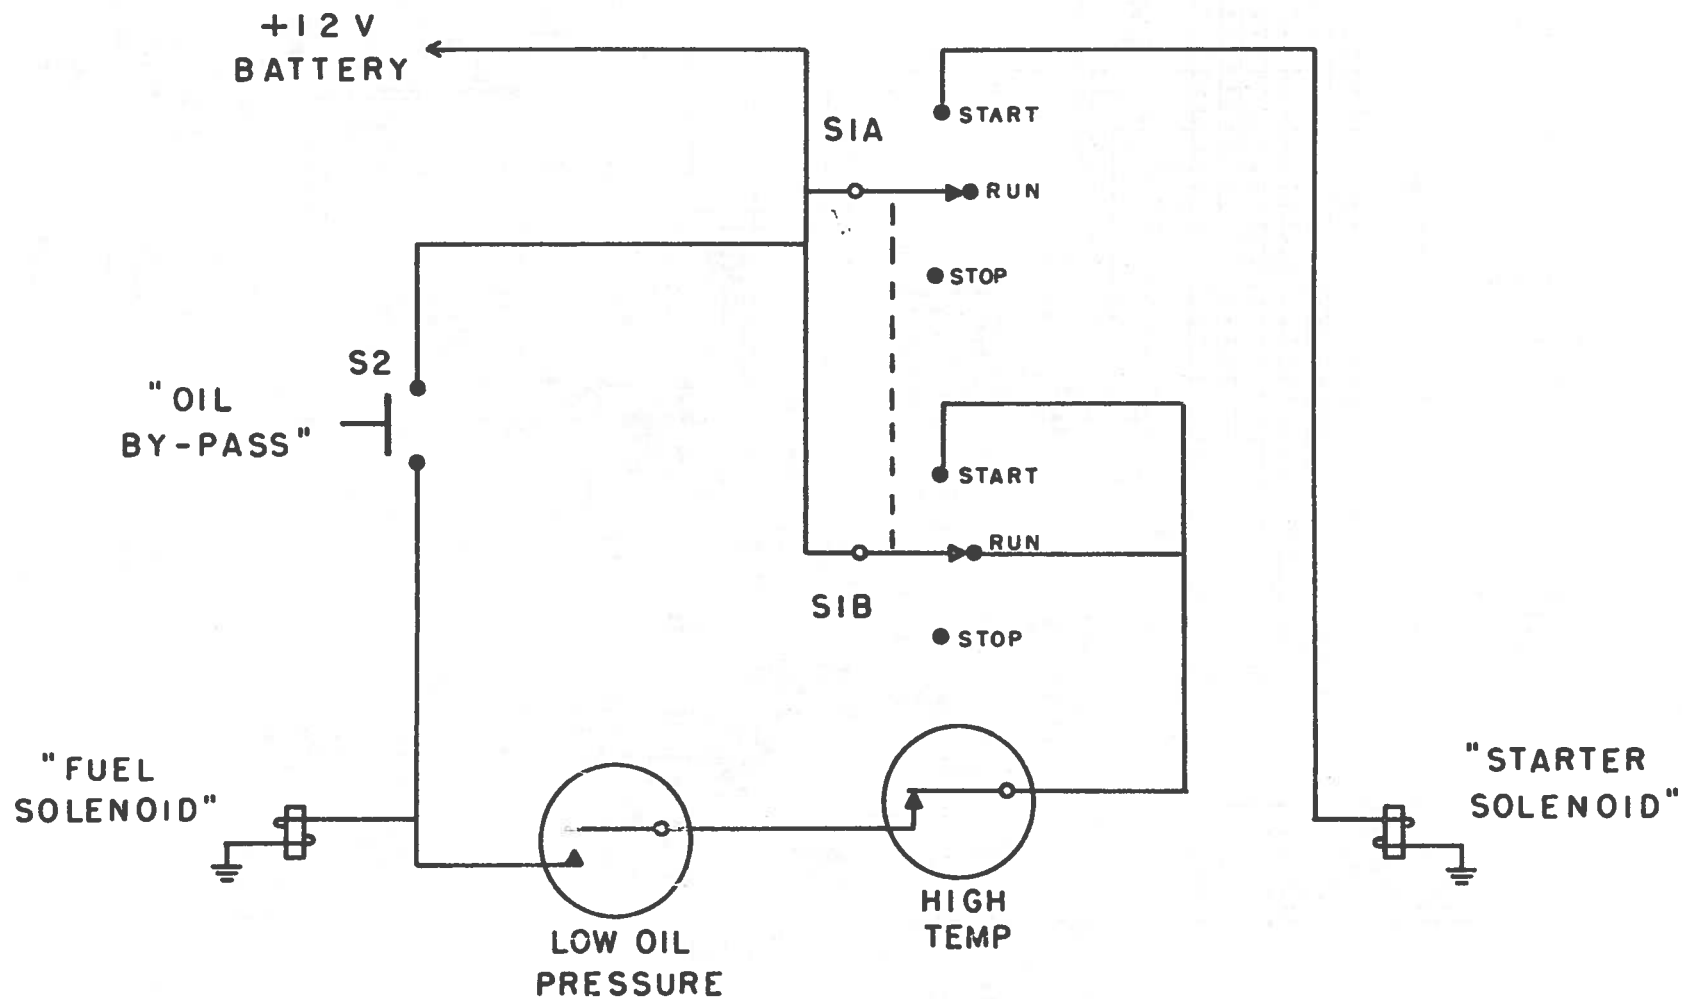 +12 V
BATTERY
START
S1A
RUN
STOP
S2
"OIL
BY-PASS"
START
RUN
S1B
STOP
"FUEL
SOLENOID"
"STARTER
SOLENOID"
HIGH
TEMP
LOW OIL
PRESSURE